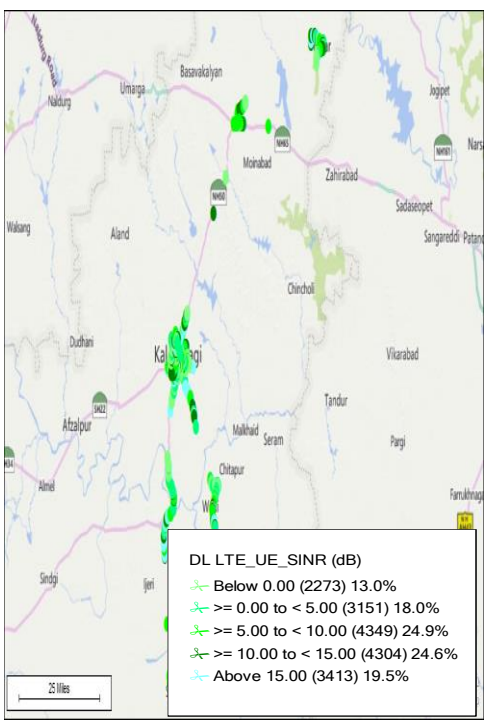 Naldurg
Road
Basavakalyan
Umarga
Naldurg
Jogipet
NH65
NH161
Moinabad
Zahirabad
NH50
Sadaseopet
Sangareddi
Aland
Chincholi
Dudhani
Vikarabad
SH22
Tandur
Afzalpur
Malkhaid
Seram
Pargi
Chitapur
Almel
Sindgi
Ijeri
DL LTE_UE_SINR (dB)
Below 0.00 (2273) 13.0%
>= 0.00 to < 5.00 (3151) 18.0%
>= 5.00 to < 10.00 (4349) 24.9%
>= 10.00 to < 15.00 (4304) 24.6%
Above 15.00 (3413) 19.5%
25 Miles